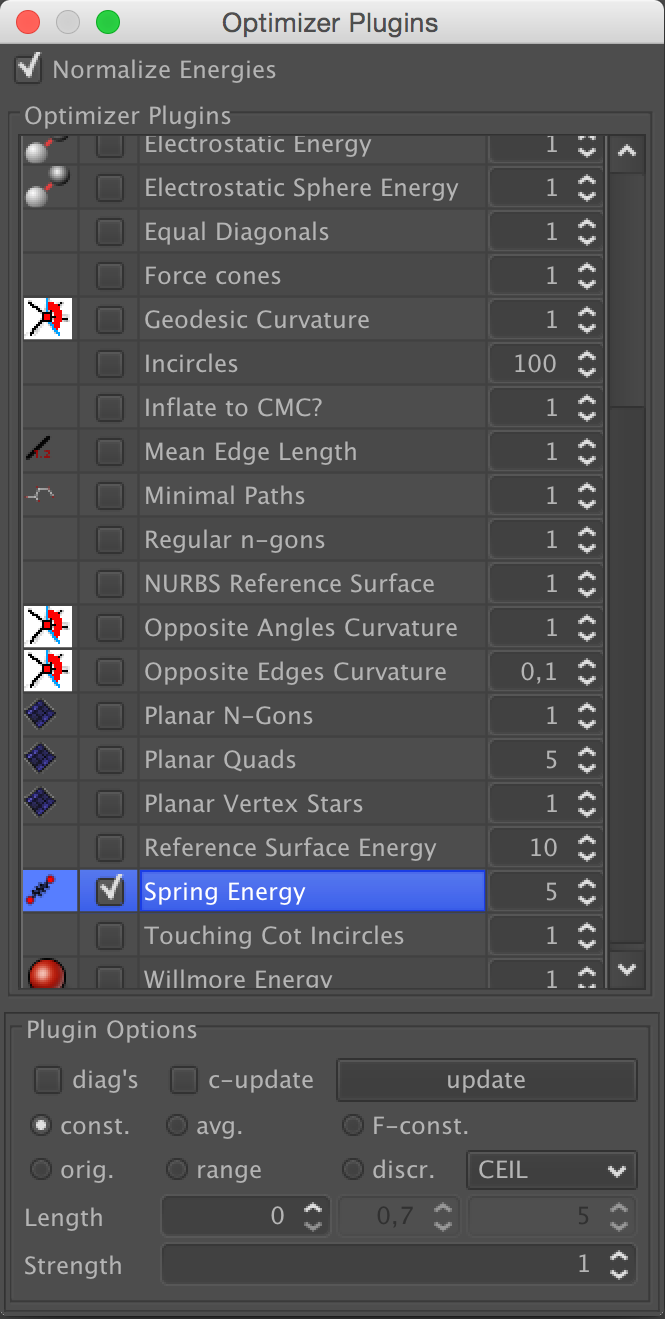 Optimizer Plugins
Normalize Energies
Optimizer Plugins
Electrostatic Energy 1
Electrostatic Sphere Energy 1
Equal Diagonals 1
Force cones 1
Geodesic Curvature 1
Incircles 100
Inflate to CMC? 1
1.2 Mean Edge Length 1
Minimal Paths 1
Regular n-gons 1
NURBS Reference Surface 1
Opposite Angles Curvature 1
Opposite Edges Curvature 0,1
Planar N-Gons 1
Planar Quads 5
Planar Vertex Stars 1
Reference Surface Energy 10
Spring Energy 5
Touching Cot Incircles 1
Willmore Energy 1
Plugin Options
diag's c-update update
const. avg. F-const.
orig. range discr. CEIL
Length 0 0,7 5
Strength 1